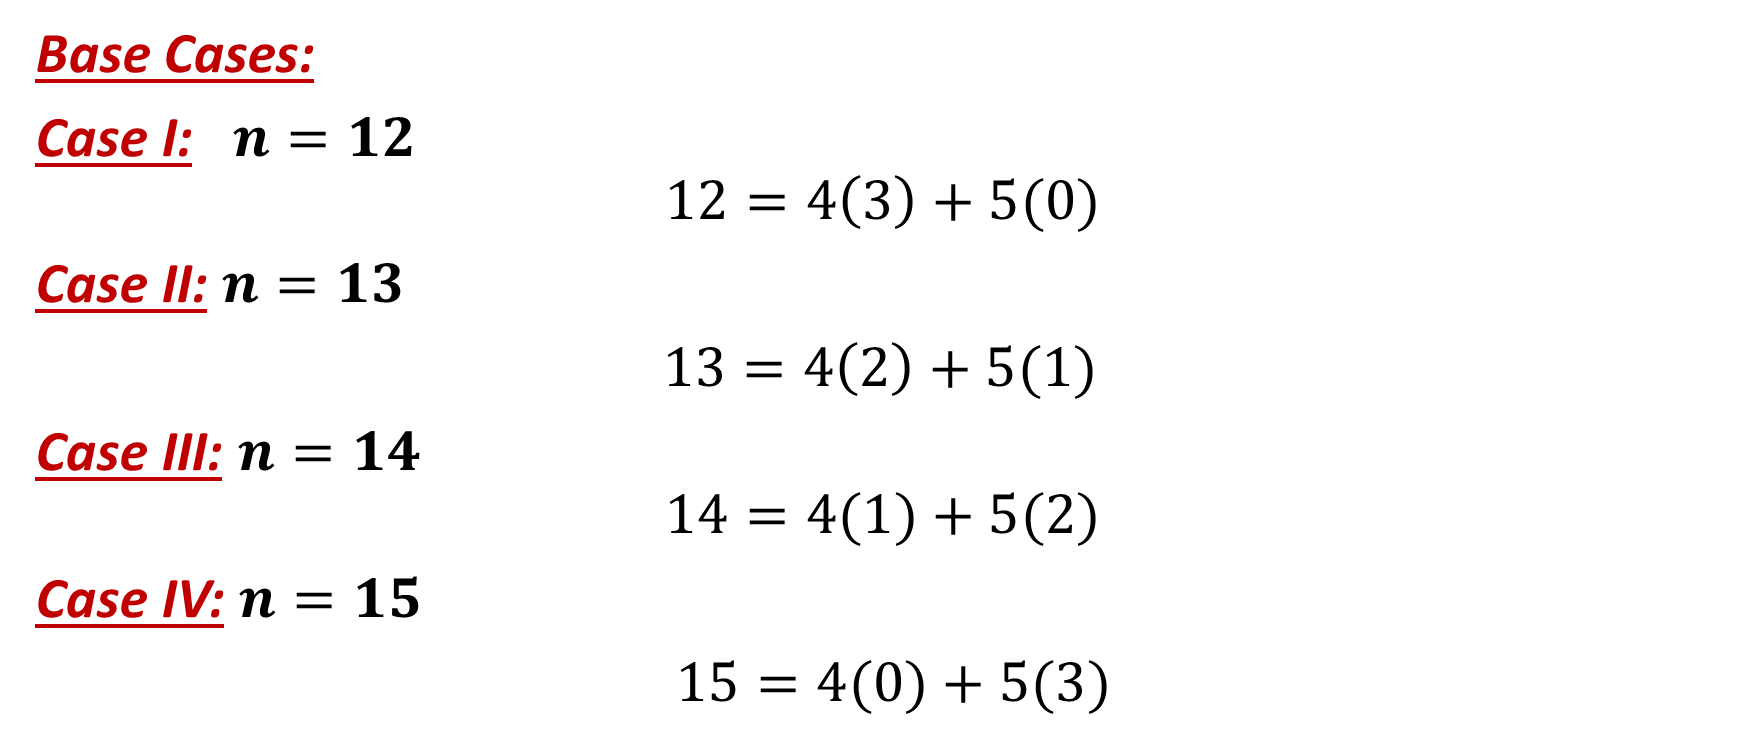 Base Cases:
Case I: n = 12
12 = 4(3) + 5(0)
Case II: n = 13
13 = 4(2) + 5(1)
Case III: n = 14
14 = 4(1) + 5(2)
Case IV: n = 15
15 = 4(0) + 5(3)